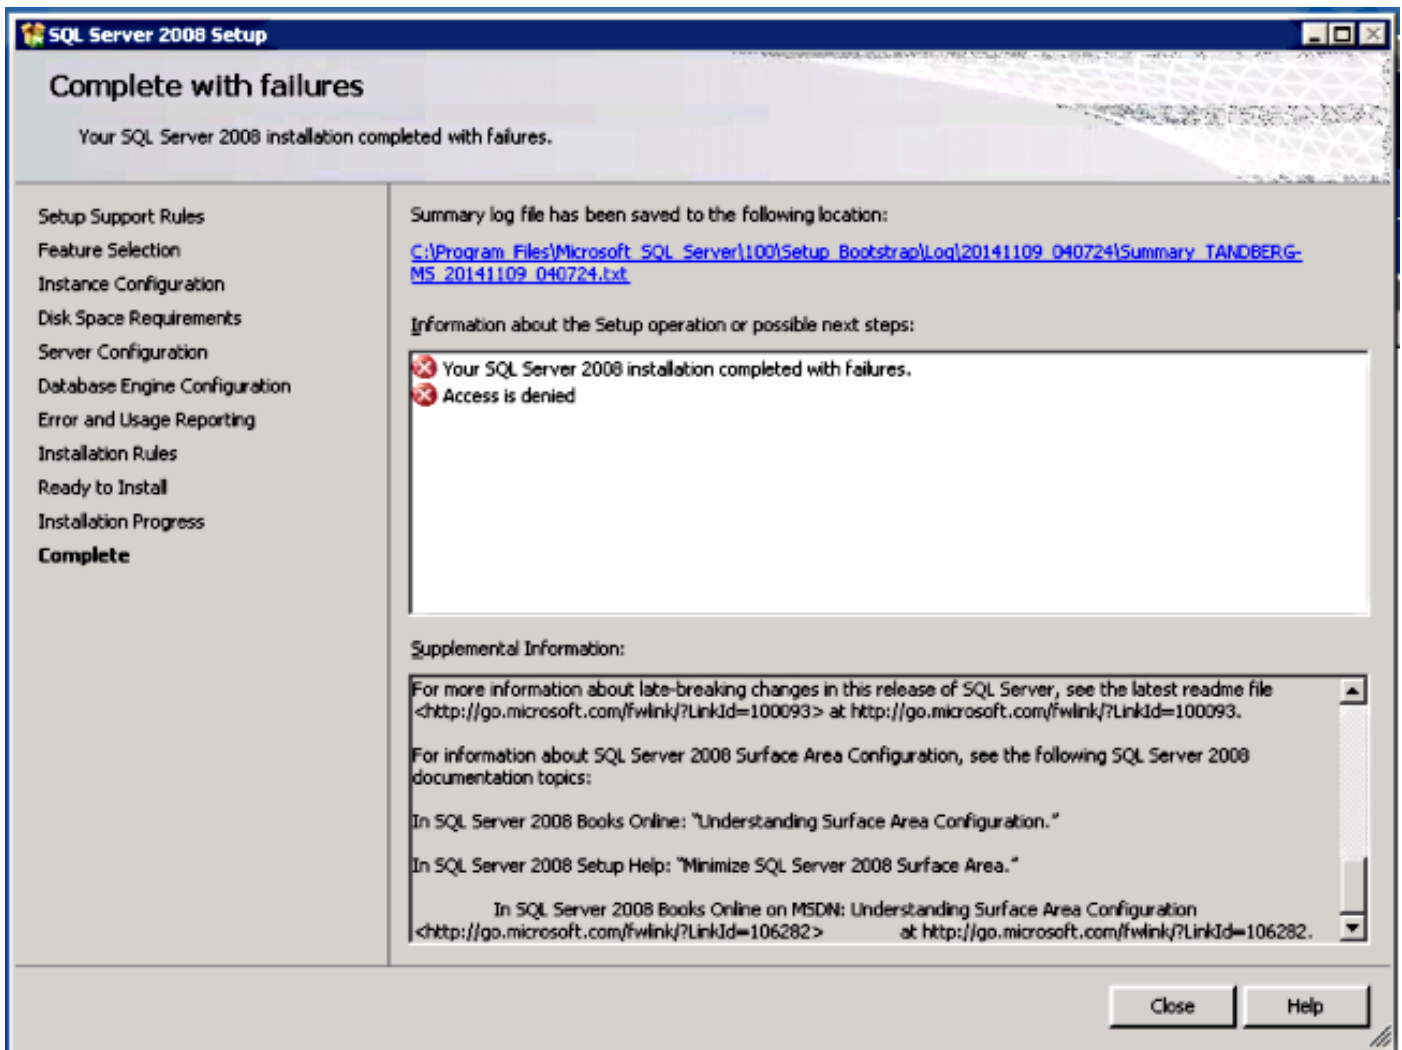 SQL Server 2008 Setup
Complete with failures
Your SQL Server 2008 installation completed with failures.
Setup Support Rules
Feature Selection
Instance Configuration
Disk Space Requirements
Server Configuration
Database Engine Configuration
Error and Usage Reporting
Installation Rules
Ready to Install
Installation Progress
Complete
Summary log file has been saved to the following location:
C:\Program Files\Microsoft SQL Server\100\Setup Bootstrap\Log\20141109_040724\Summary_TANDBERG-
MS_20141109_040724.txt
Information about the Setup operation or possible next steps:
Your SQL Server 2008 installation completed with failures.
Access is denied
Supplemental Information:
For more information about late-breaking changes in this release of SQL Server, see the latest readme file
<http://go.microsoft.com/fwlink/?LinkId=100093> at http://go.microsoft.com/fwlink/?LinkId=100093.
For information about SQL Server 2008 Surface Area Configuration, see the following SQL Server 2008
documentation topics:
In SQL Server 2008 Books Online: "Understanding Surface Area Configuration."
In SQL Server 2008 Setup Help: "Minimize SQL Server 2008 Surface Area."
In SQL Server 2008 Books Online on MSDN: Understanding Surface Area Configuration
<http://go.microsoft.com/fwlink/?LinkId=106282> at http://go.microsoft.com/fwlink/?LinkId=106282.
Close
Help